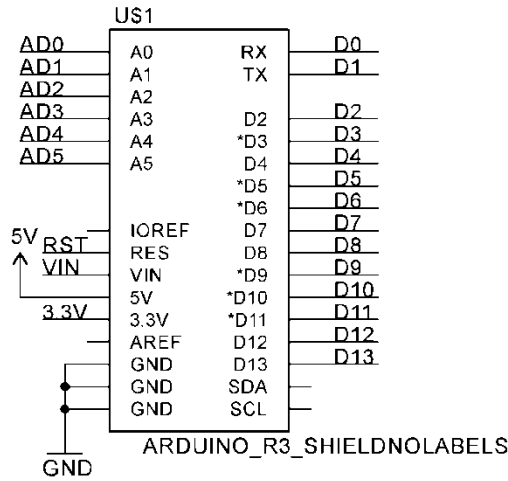 U$1
AD0 A0 RX D0
AD1 A1 TX D1
AD2 A2
AD3 A3 D2 D2
AD4 A4 *D3 D3
AD5 A5 D4 D4
*D5 D5
*D6 D6
IOREF D7 D7
5V RST RES D8 D8
VIN VIN *D9 D9
5V *D10 D10
3.3V 3.3V *D11 D11
AREF D12 D12
GND D13 D13
GND SDA
GND SCL
ARDUINO_R3_SHIELDNOLABELS
GND